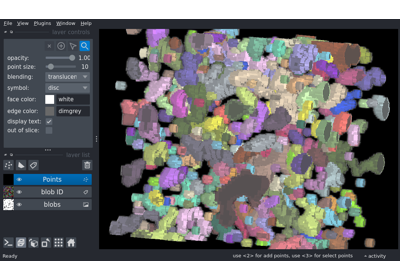 File View Plugins Window Help
layer controls
opacity: 1.00
point size: 10
blending: translucen
symbol: disc
face color: white
edge color: dimgrey
display text:
out of slice:
layer list
Points
blob ID
blobs
Ready
use <2> for add points, use <3> for select points
activity